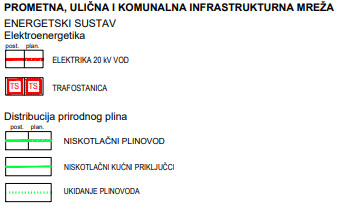 PROMETNA, ULIČNA I KOMUNALNA INFRASTRUKTURNA MREŽA
ENERGETSKI SUSTAV
Elektroenergetika
post. plan.
ELEKTRIKA 20 kV VOD
TS TS TRAFOSTANICA
Distribucija prirodnog plina
post. plan.
NISKOTLAČNI PLINOVOD
NISKOTLAČNI KUĆNI PRIKLJUČCI
UKIDANJE PLINOVODA